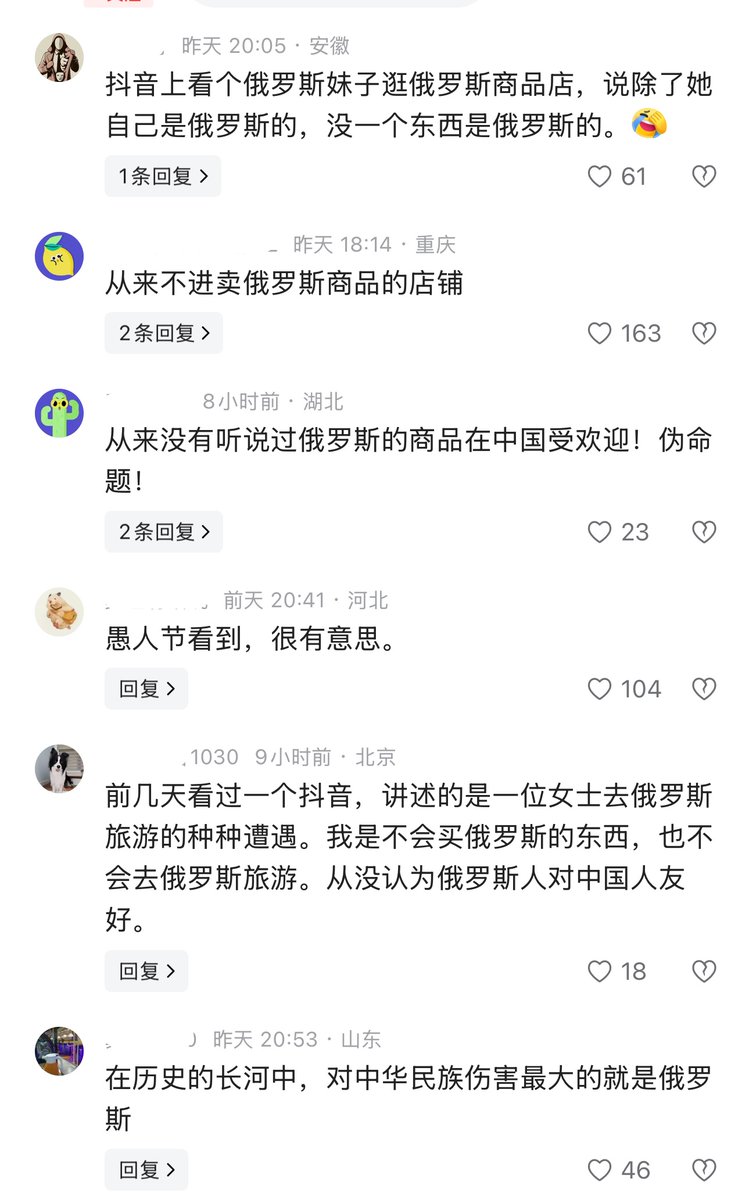 昨天 20:05 · 安徽
抖音上看个俄罗斯妹子逛俄罗斯商品店，说除了她
自己是俄罗斯的，没一个东西是俄罗斯的。🤣
1条回复 >
61
昨天 18:14 · 重庆
从来不进卖俄罗斯商品的店铺
2条回复 >
163
8小时前 · 湖北
从来没有听说过俄罗斯的商品在中国受欢迎！伪命
题！
2条回复 >
23
前天 20:41 · 河北
愚人节看到，很有意思。
回复 >
104
1030 9小时前 · 北京
前几天看过一个抖音，讲述的是一位女士去俄罗斯
旅游的种种遭遇。我是不会买俄罗斯的东西，也不
会去俄罗斯旅游。从没认为俄罗斯人对中国人友
好。
回复 >
18
昨天 20:53 · 山东
在历史的长河中，对中华民族伤害最大的就是俄罗
斯
回复 >
46